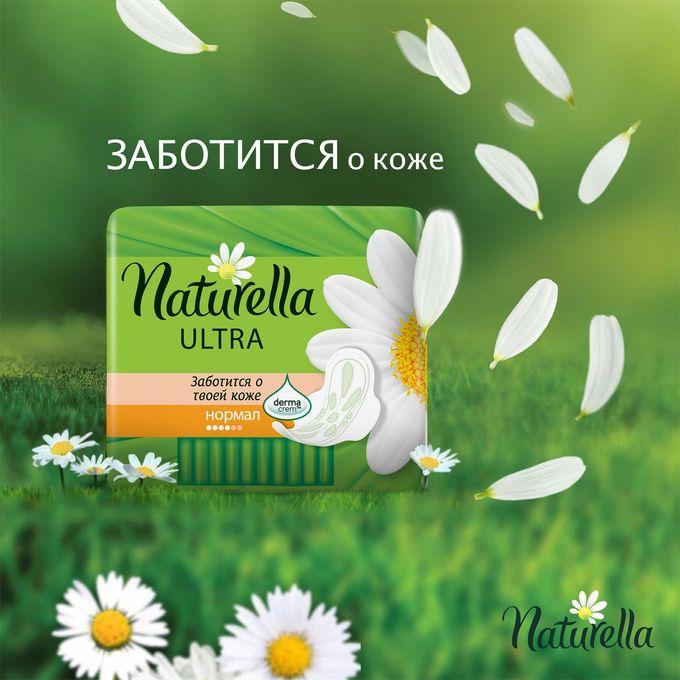 ЗАБОТИТСЯ о коже
Naturella
ULTRA
Заботится о
твоей коже
derma
crem
нормал
Naturella